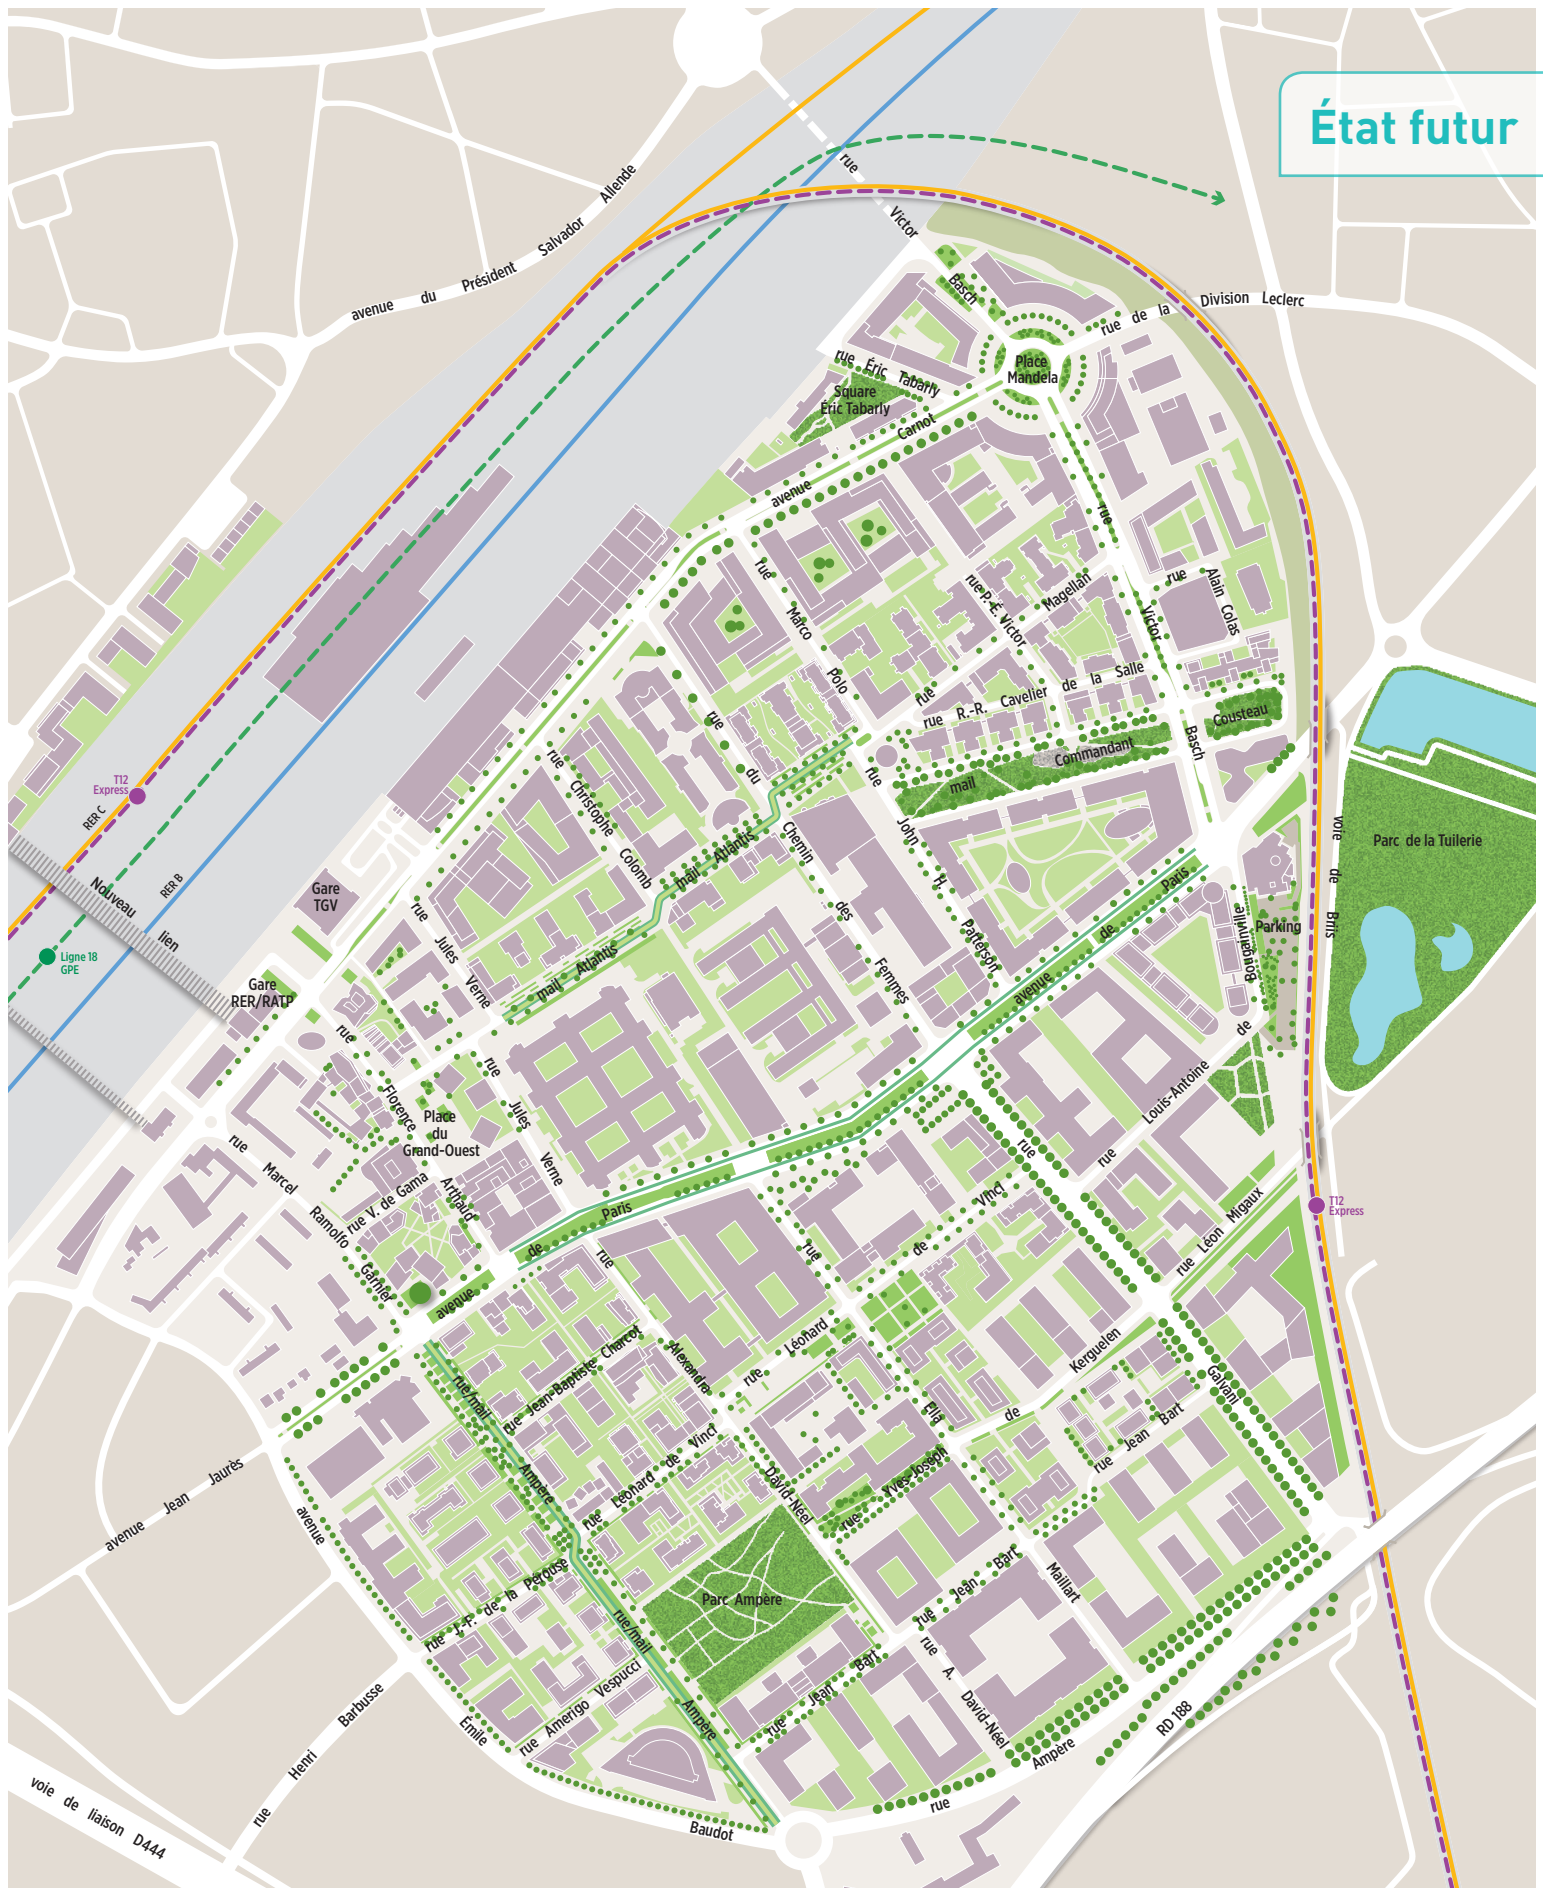 État futur
rue
Victor
Basch
avenue du Président Salvador Allende
rue de la Division Leclerc
Place
Mandela
rue Éric Tabarly
Square
Éric Tabarly
avenue Carnot
rue
Victor
Basch
rue Alain Colas
rue Marco Polo
rue P.-É. Victor
rue Magellan
rue R.-R. Cavelier de la Salle
Cousteau
Commandant
mail
rue du Chemin des Femmes
rue Christophe Colomb
mail Atlantis
mail Atlantis
rue John H. Patterson
T12
Express
RER C
RER B
Nouveau lien
Ligne 18
GPE
Gare
TGV
Gare
RER/RATP
rue Jules Verne
voie de Briis
Parc de la Tuilerie
Parking
Bougainville
de
Louis-Antoine
rue
avenue de Paris
rue Florence Arthaud
Place
du
Grand-Ouest
rue Jules Verne
rue V. de Gama
rue Marcel Ramolfo Garnier
avenue de Paris
T12
Express
rue Léon Migaux
rue Galvani
rue Léonard de Vinci
rue Ella Maillart
rue Alexandra David-Néel
rue Jean-Baptiste Charcot
rue/mail Ampère
rue Léonard de Vinci
rue Yves-Joseph de Kerguelen
rue Jean Bart
avenue Jean Jaurès
avenue Émile Baudot
rue J.-F. de la Pérouse
rue/mail Ampère
Parc Ampère
rue Jean Bart
rue Jean Bart
rue A. David-Néel
rue Amerigo Vespucci
rue Henri Barbusse
voie de liaison D444
rue Ampère
RD 188